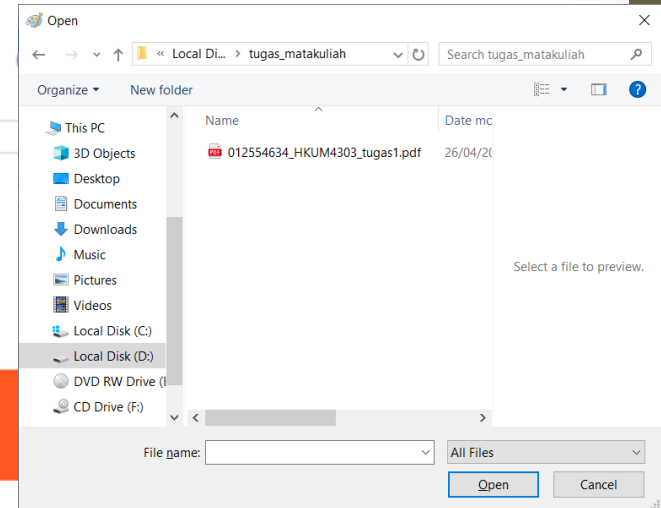 Open
« Local Di... > tugas_matakuliah
Search tugas_matakuliah
Organize
New folder
This PC
3D Objects
Desktop
Documents
Downloads
Music
Pictures
Videos
Local Disk (C:)
Local Disk (D:)
DVD RW Drive (
CD Drive (F:)
Name
Date mo
PDF
012554634_HKUM4303_tugas1.pdf
26/04/20
Select a file to preview.
File name:
All Files
Open
Cancel